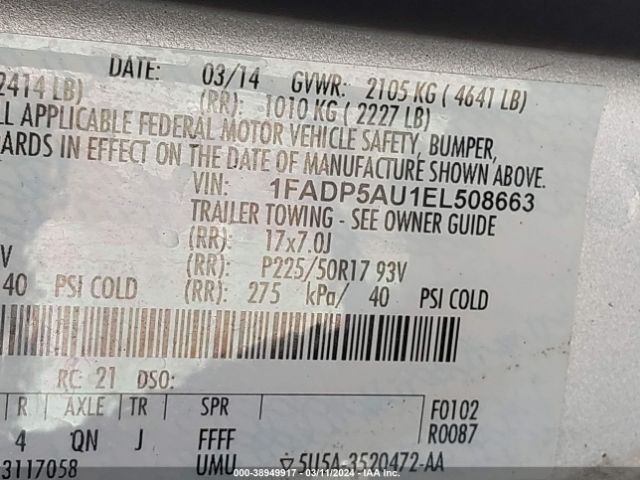 DATE: 03/14 GVWR: 2105 KG ( 4641 LB)
2414 LB) (RR): 1010 KG ( 2227 LB)
LL APPLICABLE FEDERAL MOTOR VEHICLE SAFETY, BUMPER,
ARDS IN EFFECT ON THE DATE OF MANUFACTURE SHOWN ABOVE.
VIN: 1FADP5AU1EL508663
TRAILER TOWING - SEE OWNER GUIDE
(RR): 17x7.0J
V (RR): P225/50R17 93V
40 PSI COLD (RR): 275 kPa/ 40 PSI COLD
RC: 21 DSO:
R AXLE TR SPR F0102
4 QN J FFFF R0087
3117058 UMU 5U5A-3520472-AA
000-38949917 - 03/11/2024 - IAAI.COM